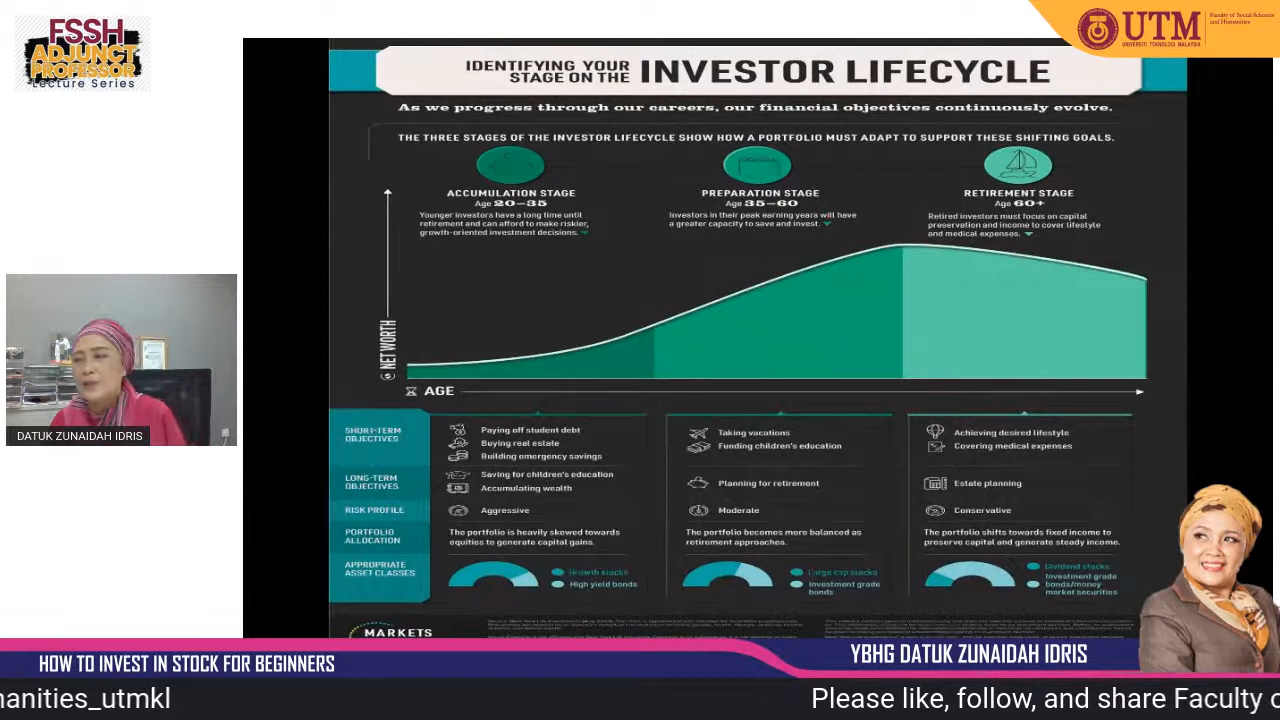 FSSH
ADJUNCT
PROFESSOR
Lecture Series
UTM
UNIVERSITI TEKNOLOGI MALAYSIA
Faculty of Social Sciences
and Humanities
IDENTIFYING YOUR
STAGE ON THE
INVESTOR LIFECYCLE
As we progress through our careers, our financial objectives continuously evolve.
THE THREE STAGES OF THE INVESTOR LIFECYCLE SHOW HOW A PORTFOLIO MUST ADAPT TO SUPPORT THESE SHIFTING GOALS.
ACCUMULATION STAGE
Age 20–35
Younger investors have a long time until
retirement and can afford to make riskier,
growth-oriented investment decisions.
PREPARATION STAGE
Age 35–60
Investors in their peak earning years will have
a greater capacity to save and invest.
RETIREMENT STAGE
Age 60+
Retired investors must focus on capital
preservation and income to cover lifestyle
and medical expenses.
NET WORTH
AGE
SHORT-TERM
OBJECTIVES
Paying off student debt
Buying real estate
Building emergency savings
Taking vacations
Funding children's education
Achieving desired lifestyle
Covering medical expenses
LONG-TERM
OBJECTIVES
Saving for children's education
Accumulating wealth
Planning for retirement
Estate planning
RISK PROFILE
Aggressive
Moderate
Conservative
PORTFOLIO
ALLOCATION
The portfolio is heavily skewed towards
equities to generate capital gains.
The portfolio becomes more balanced as
retirement approaches.
The portfolio shifts towards fixed income to
preserve capital and generate steady income.
APPROPRIATE
ASSET CLASSES
Growth stocks
High yield bonds
Large cap stocks
Investment grade
bonds
Dividend stocks
Investment grade
bonds/money
market securities
MARKETS
DATUK ZUNAIDAH IDRIS
HOW TO INVEST IN STOCK FOR BEGINNERS
YBHG DATUK ZUNAIDAH IDRIS
manities_utmkl
Please like, follow, and share Faculty